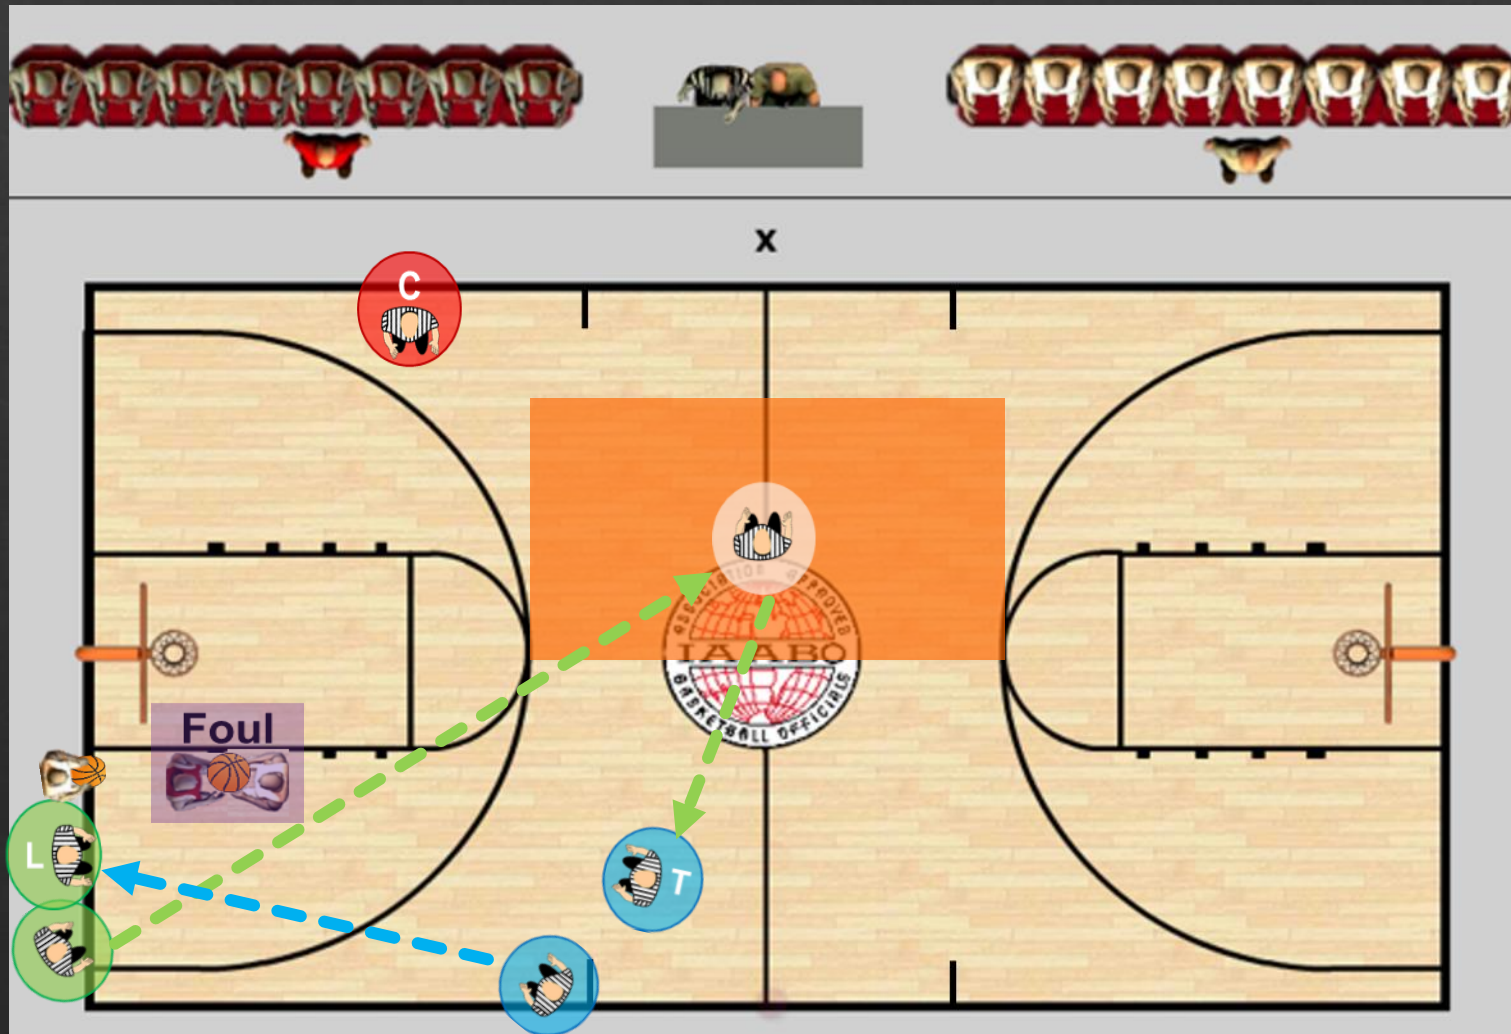 C
X
ASSOCIATION APPROVED
IAABO
BASKETBALL OFFICIALS
Foul
L
T